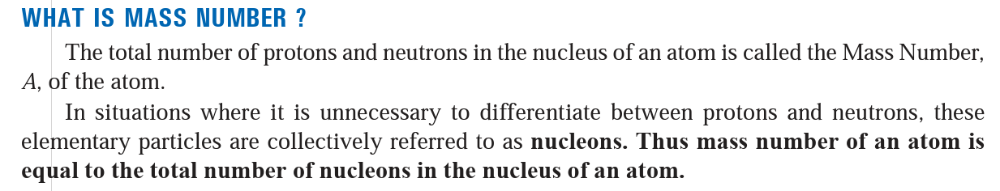 WHAT IS MASS NUMBER ?
The total number of protons and neutrons in the nucleus of an atom is called the Mass Number,
A, of the atom.
In situations where it is unnecessary to differentiate between protons and neutrons, these
elementary particles are collectively referred to as nucleons. Thus mass number of an atom is
equal to the total number of nucleons in the nucleus of an atom.